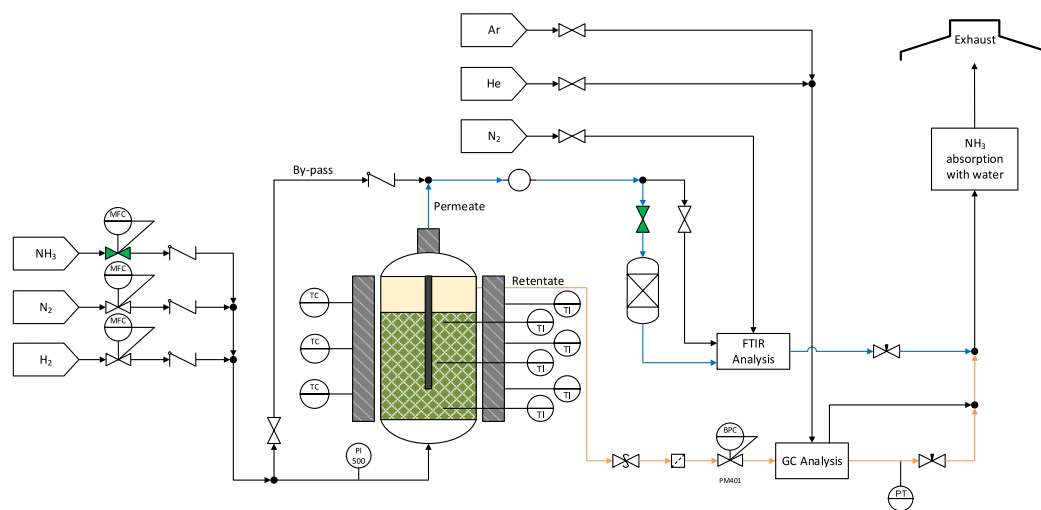 Ar
Exhaust
He
N₂
NH₃
absorption
with water
By-pass
Permeate
MFC
NH₃
MFC
N₂
MFC
H₂
Retentate
TC
TI
TI
TC
TI
TI
TC
TI
TI
FTIR
Analysis
PI
500
BPC
PM401
GC Analysis
PT